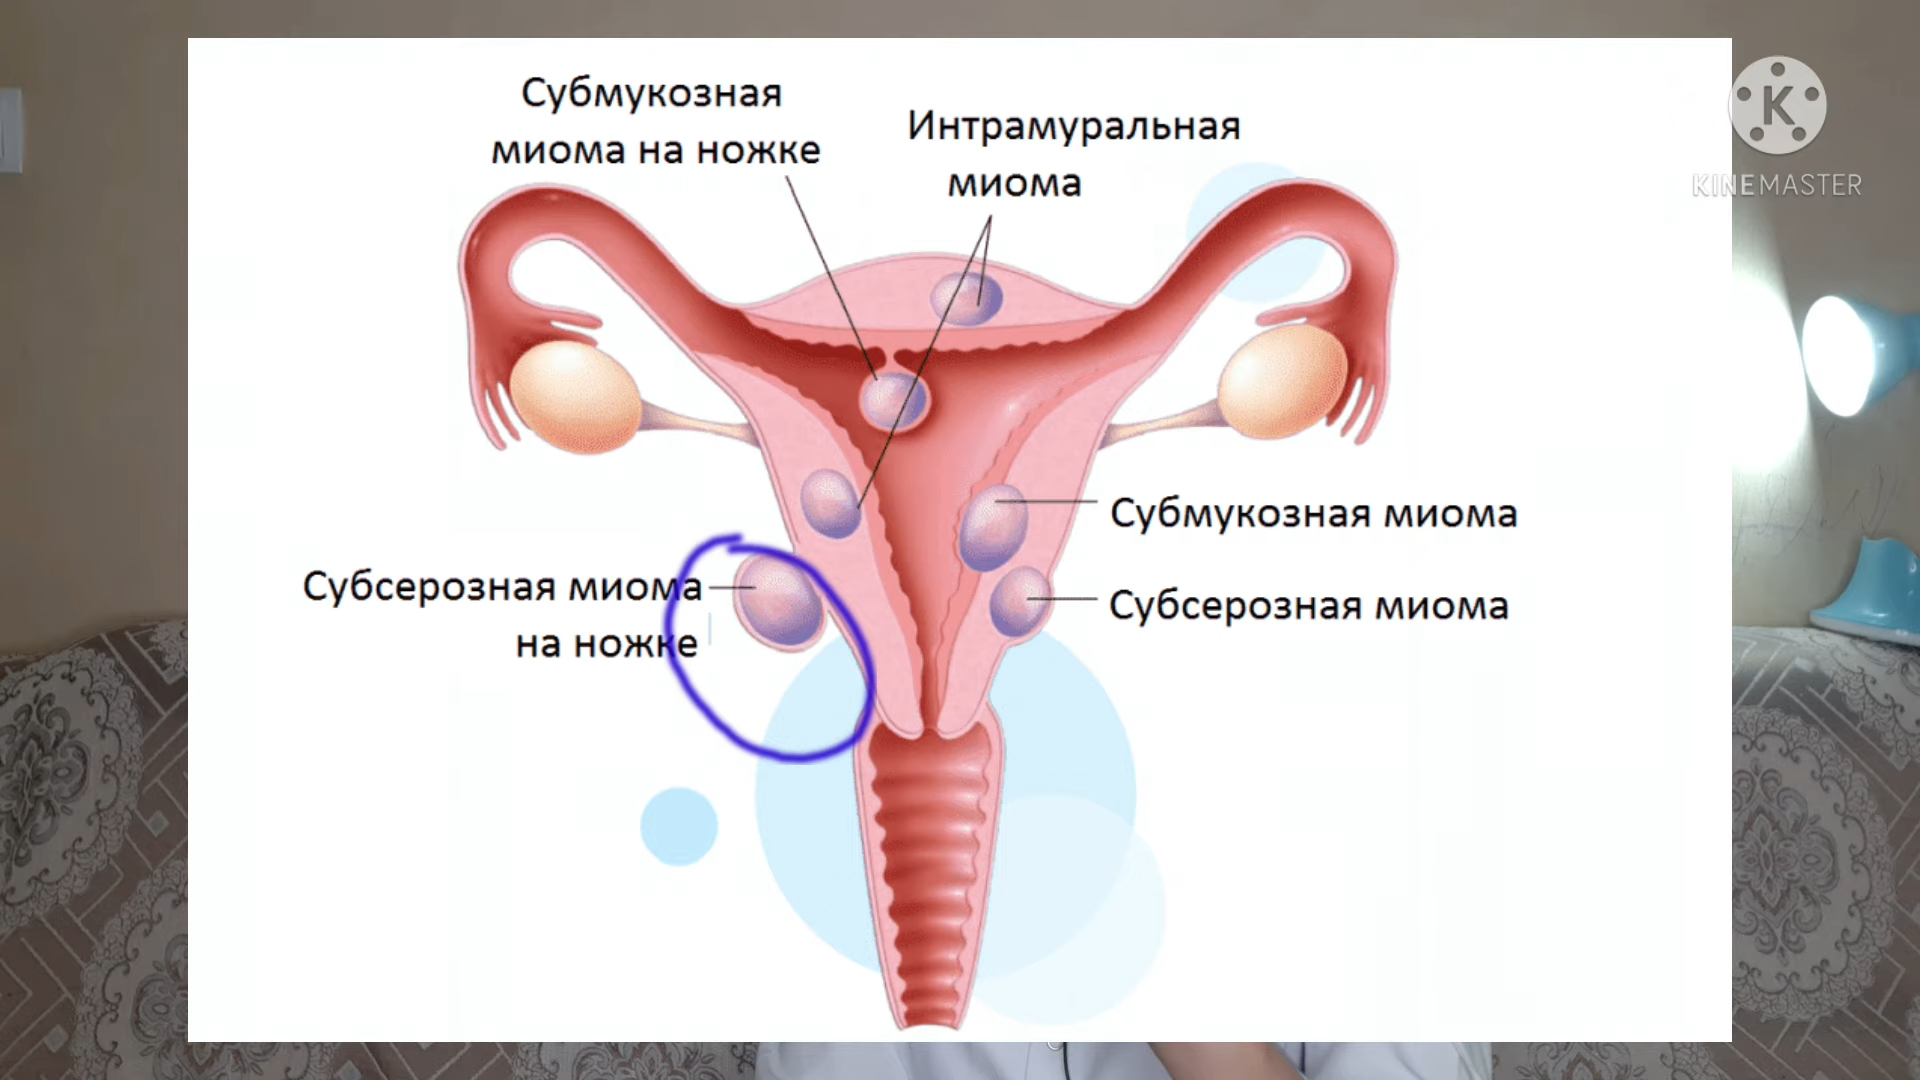 Субмукозная
миома на ножке
Интрамуральная
миома
K
KINEMASTER
Субмукозная миома
Субсерозная миома
на ножке
Субсерозная миома